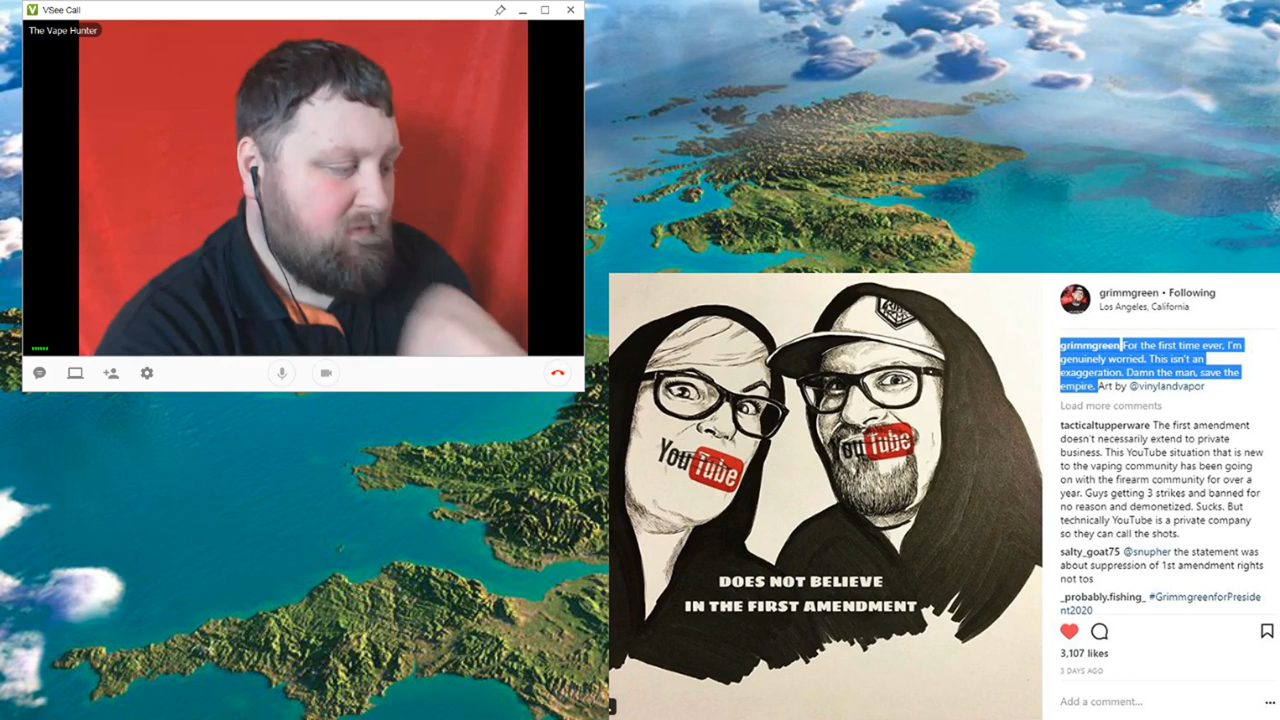 VSee Call
The Vape Hunter
You Tube
You Tube
DOES NOT BELIEVE
IN THE FIRST AMENDMENT
grimmgreen • Following
Los Angeles, California
grimmgreen For the first time ever, I'm
genuinely worried. This isn't an
exaggeration. Damn the man, save the
empire. Art by @vinylandvapor
Load more comments
tacticaltupperware The first amendment
doesn't necessarily extend to private
business. This YouTube situation that is new
to the vaping community has been going
on with the firearm community for over a
year. Guys getting 3 strikes and banned for
no reason and demonetized. Sucks. But
technically YouTube is a private company
so they can call the shots.
salty_goat75 @snupher the statement was
about suppression of 1st amendment rights
not tos
_probably.fishing_ #GrimmgreenforPreside
nt2020
3,107 likes
3 DAYS AGO
Add a comment...